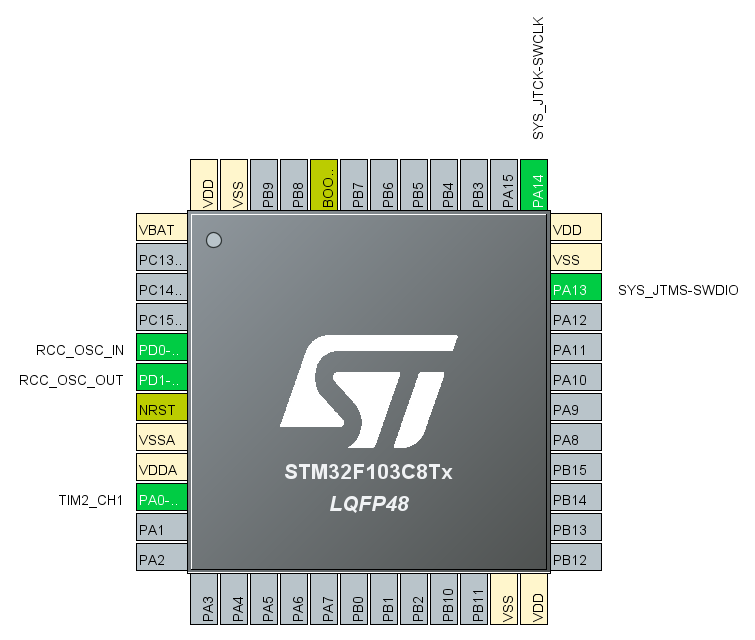 SYS_JTCK-SWCLK
VDD
VSS
PB9
PB8
BOO..
PB7
PB6
PB5
PB4
PB3
PA15
PA14
VBAT
PC13..
PC14..
PC15..
RCC_OSC_IN
PD0-..
RCC_OSC_OUT
PD1-..
NRST
VSSA
VDDA
TIM2_CH1
PA0-..
PA1
PA2
ST
STM32F103C8Tx
LQFP48
VDD
VSS
PA13
SYS_JTMS-SWDIO
PA12
PA11
PA10
PA9
PA8
PB15
PB14
PB13
PB12
PA3
PA4
PA5
PA6
PA7
PB0
PB1
PB2
PB10
PB11
VSS
VDD